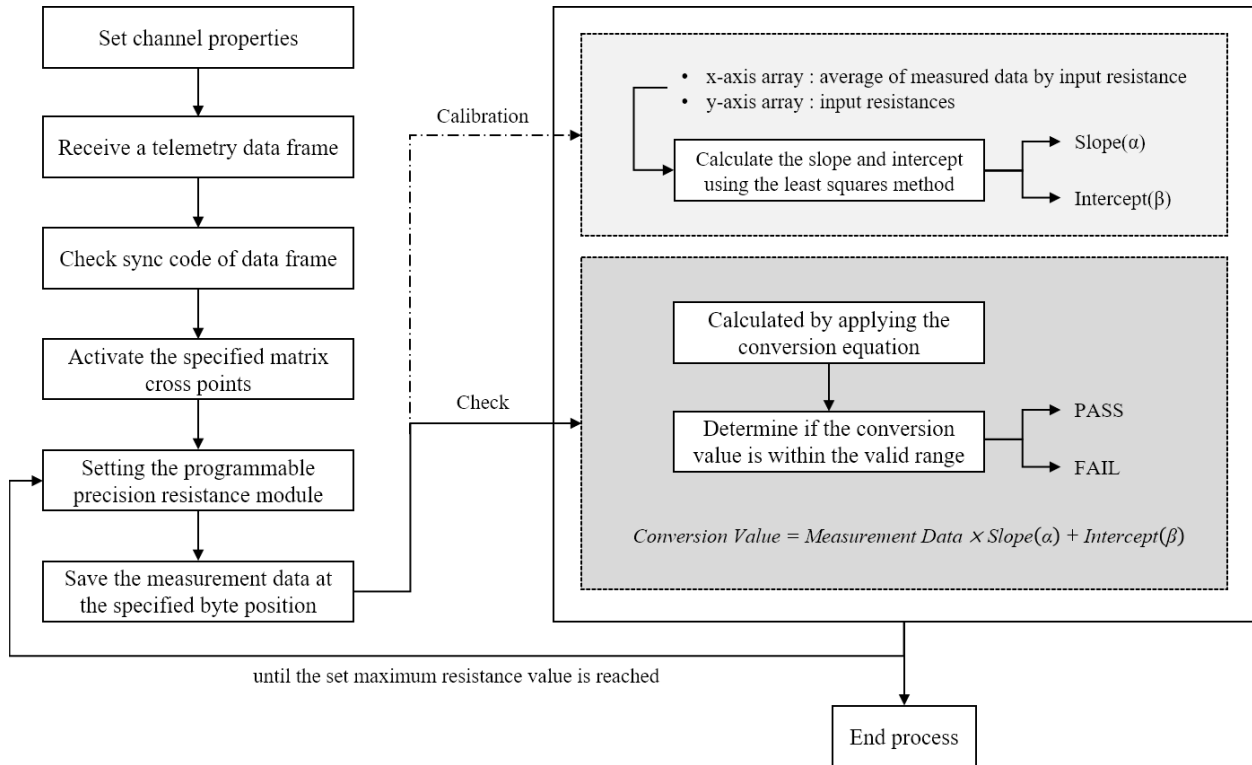 Set channel properties
Receive a telemetry data frame
Check sync code of data frame
Activate the specified matrix
cross points
Setting the programmable
precision resistance module
Save the measurement data at
the specified byte position
Calibration
Check
• x-axis array : average of measured data by input resistance
• y-axis array : input resistances
Calculate the slope and intercept
using the least squares method
Slope(α)
Intercept(β)
Calculated by applying the
conversion equation
Determine if the conversion
value is within the valid range
PASS
FAIL
Conversion Value = Measurement Data × Slope(α) + Intercept(β)
until the set maximum resistance value is reached
End process